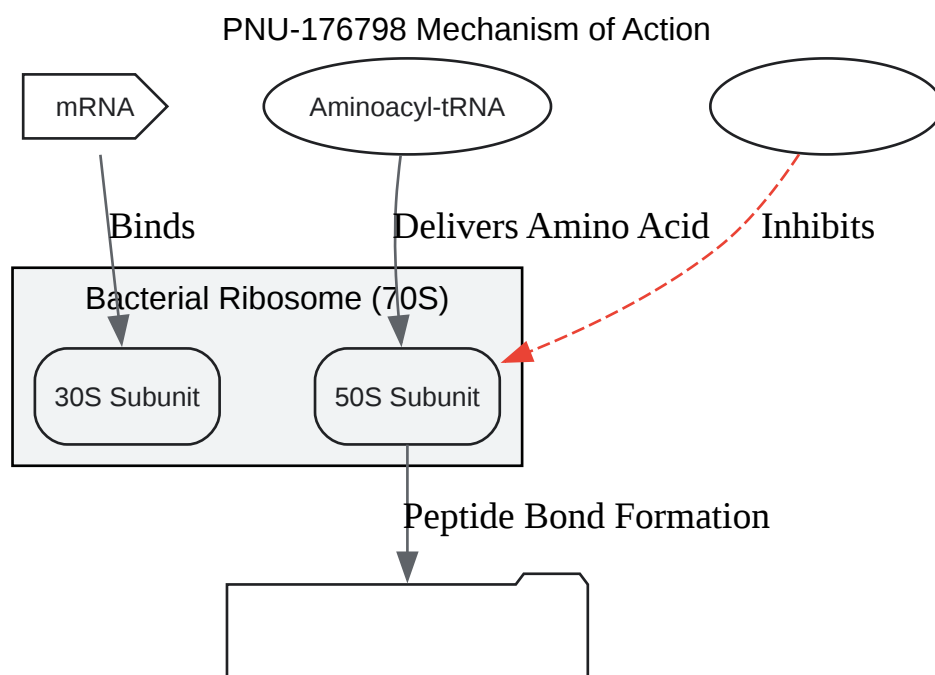 PNU-176798 Mechanism of Action
mRNA
Aminoacyl-tRNA
Binds
Delivers Amino Acid
Inhibits
Bacterial Ribosome (70S)
30S Subunit
50S Subunit
Peptide Bond Formation